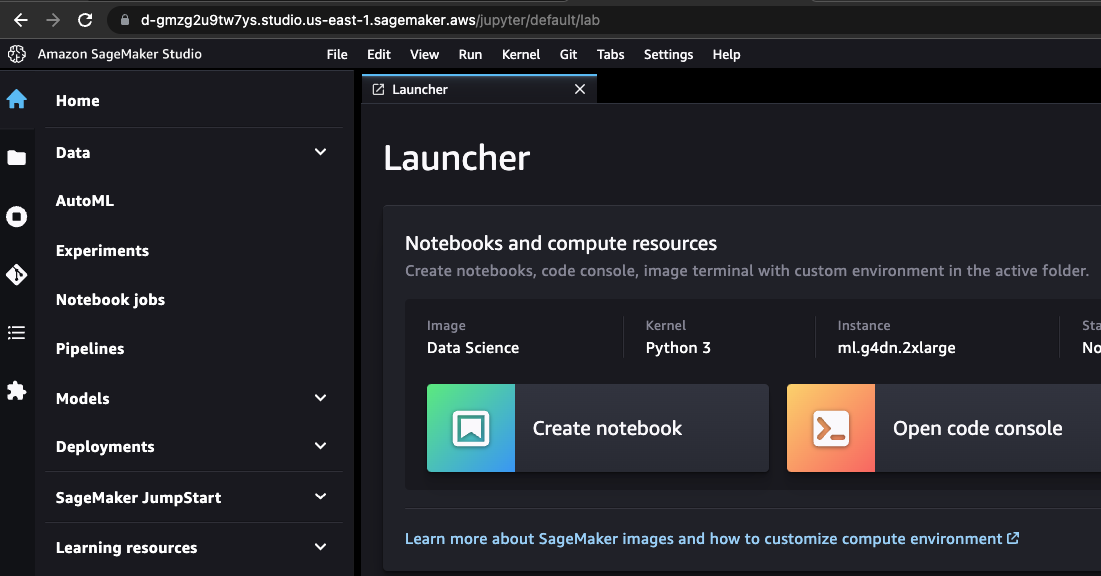 d-gmzg2u9tw7ys.studio.us-east-1.sagemaker.aws/jupyter/default/lab
Amazon SageMaker Studio File Edit View Run Kernel Git Tabs Settings Help
Launcher
Home
Data
AutoML
Experiments
Notebook jobs
Pipelines
Models
Deployments
SageMaker JumpStart
Learning resources
Launcher
Notebooks and compute resources
Create notebooks, code console, image terminal with custom environment in the active folder.
Image Kernel Instance Sta
Data Science Python 3 ml.g4dn.2xlarge No
Create notebook Open code console
Learn more about SageMaker images and how to customize compute environment